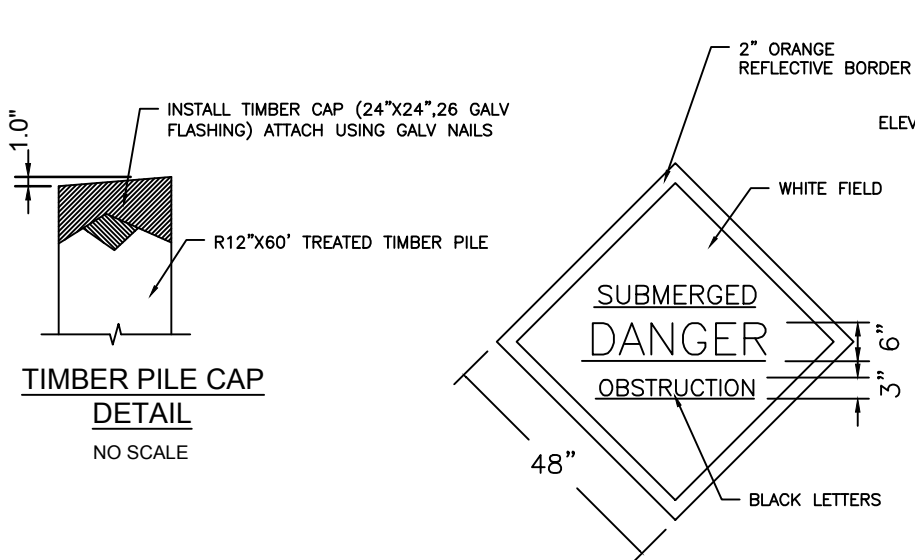 2" ORANGE
REFLECTIVE BORDER
ELEV
INSTALL TIMBER CAP (24"X24",26 GALV
FLASHING) ATTACH USING GALV NAILS
1.0"
WHITE FIELD
R12"X60' TREATED TIMBER PILE
SUBMERGED
DANGER
OBSTRUCTION
6"
3"
TIMBER PILE CAP
DETAIL
NO SCALE
48"
BLACK LETTERS